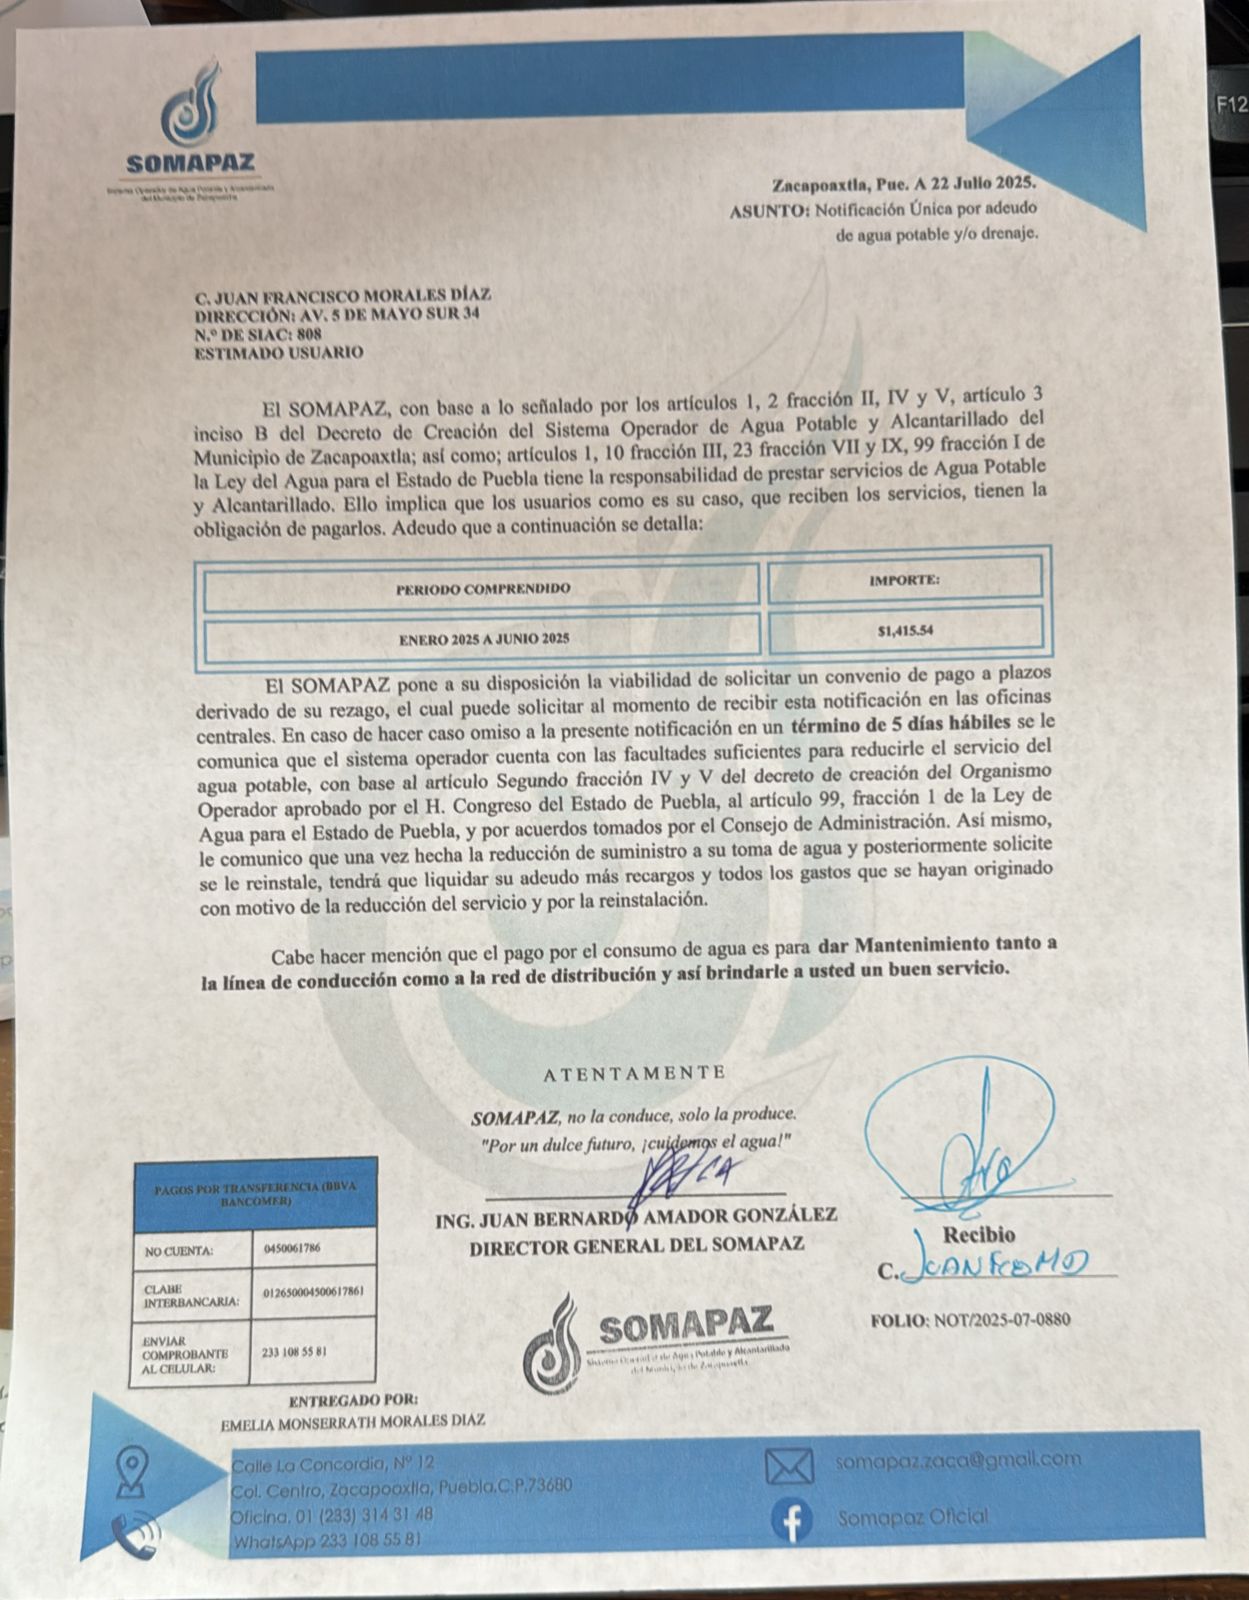 SOMAPAZ
Sistema Operador de Agua Potable y Alcantarillado
del Municipio de Zacapoaxtla
F12
Zacapoaxtla, Pue. A 22 Julio 2025.
ASUNTO: Notificación Única por adeudo
de agua potable y/o drenaje.
C. JUAN FRANCISCO MORALES DÍAZ
DIRECCIÓN: AV. 5 DE MAYO SUR 34
N.º DE SIAC: 808
ESTIMADO USUARIO
El SOMAPAZ, con base a lo señalado por los artículos 1, 2 fracción II, IV y V, artículo 3
inciso B del Decreto de Creación del Sistema Operador de Agua Potable y Alcantarillado del
Municipio de Zacapoaxtla; así como; artículos 1, 10 fracción III, 23 fracción VII y IX, 99 fracción I de
la Ley del Agua para el Estado de Puebla tiene la responsabilidad de prestar servicios de Agua Potable
y Alcantarillado. Ello implica que los usuarios como es su caso, que reciben los servicios, tienen la
obligación de pagarlos. Adeudo que a continuación se detalla:
PERIODO COMPRENDIDO
IMPORTE:
ENERO 2025 A JUNIO 2025
$1,415.54
El SOMAPAZ pone a su disposición la viabilidad de solicitar un convenio de pago a plazos
derivado de su rezago, el cual puede solicitar al momento de recibir esta notificación en las oficinas
centrales. En caso de hacer caso omiso a la presente notificación en un término de 5 días hábiles se le
comunica que el sistema operador cuenta con las facultades suficientes para reducirle el servicio del
agua potable, con base al artículo Segundo fracción IV y V del decreto de creación del Organismo
Operador aprobado por el H. Congreso del Estado de Puebla, al artículo 99, fracción 1 de la Ley de
Agua para el Estado de Puebla, y por acuerdos tomados por el Consejo de Administración. Así mismo,
le comunico que una vez hecha la reducción de suministro a su toma de agua y posteriormente solicite
se le reinstale, tendrá que liquidar su adeudo más recargos y todos los gastos que se hayan originado
con motivo de la reducción del servicio y por la reinstalación.
Cabe hacer mención que el pago por el consumo de agua es para dar Mantenimiento tanto a
la línea de conducción como a la red de distribución y así brindarle a usted un buen servicio.
ATENTAMENTE
SOMAPAZ, no la conduce, solo la produce.
"Por un dulce futuro, ¡cuidemos el agua!"
ING. JUAN BERNARDO AMADOR GONZÁLEZ
DIRECTOR GENERAL DEL SOMAPAZ
Recibio
C.
FOLIO: NOT/2025-07-0880
PAGOS POR TRANSFERENCIA (BBVA
BANCOMER)
NO CUENTA:
0450061786
CLABE
INTERBANCARIA:
012650004500617861
ENVIAR
COMPROBANTE
AL CELULAR:
233 108 55 81
SOMAPAZ
Sistema Operador de Agua Potable y Alcantarillado
del Municipio de Zacapoaxtla
ENTREGADO POR:
EMELIA MONSERRATH MORALES DIAZ
Calle La Concordia, Nº 12
Col. Centro, Zacapoaxtla, Puebla.C.P.73680
Oficina. 01 (233) 314 31 48
WhatsApp 233 108 55 81
somapaz.zaca@gmail.com
Somapaz Oficial